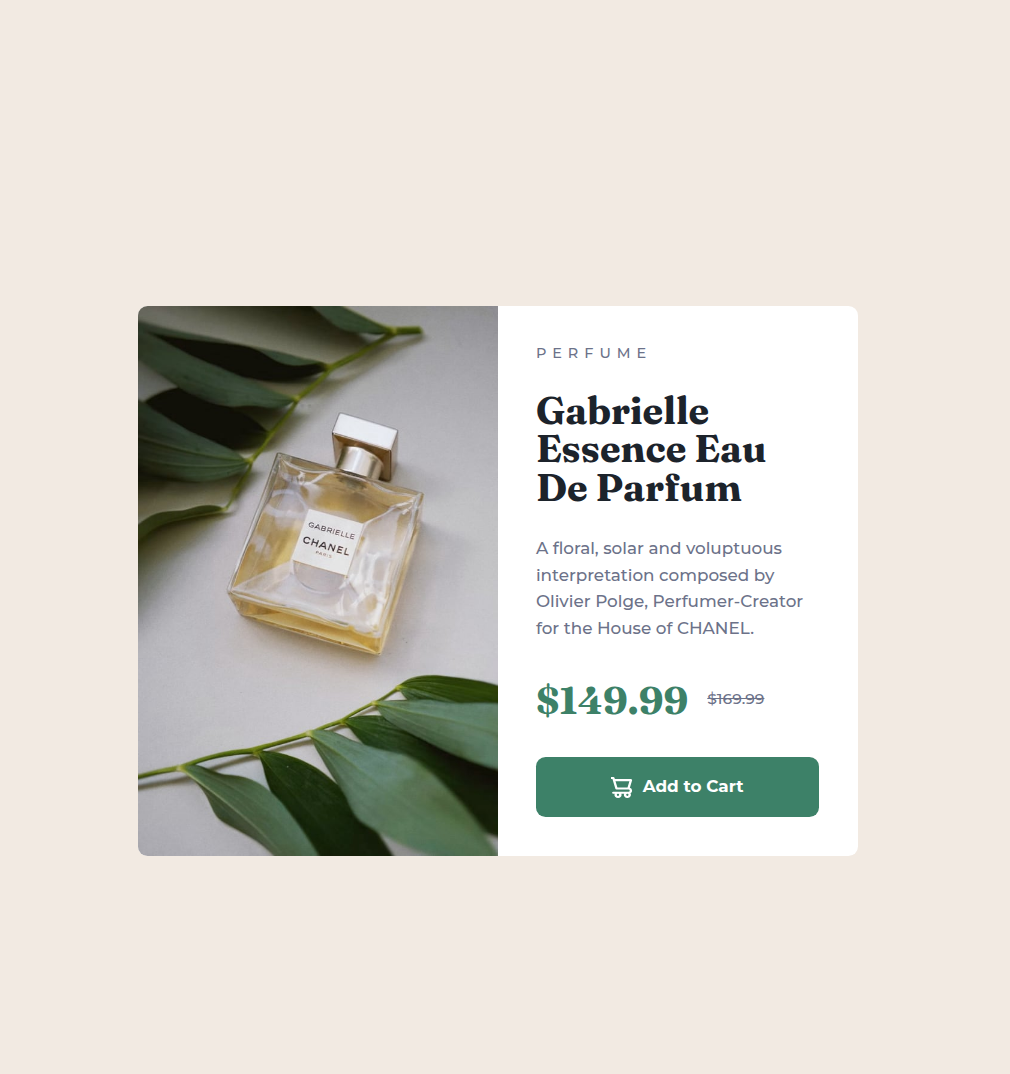 GABRIELLE
CHANEL
PARIS
PERFUME
Gabrielle
Essence Eau
De Parfum
A floral, solar and voluptuous
interpretation composed by
Olivier Polge, Perfumer-Creator
for the House of CHANEL.
$149.99 $169.99
Add to Cart